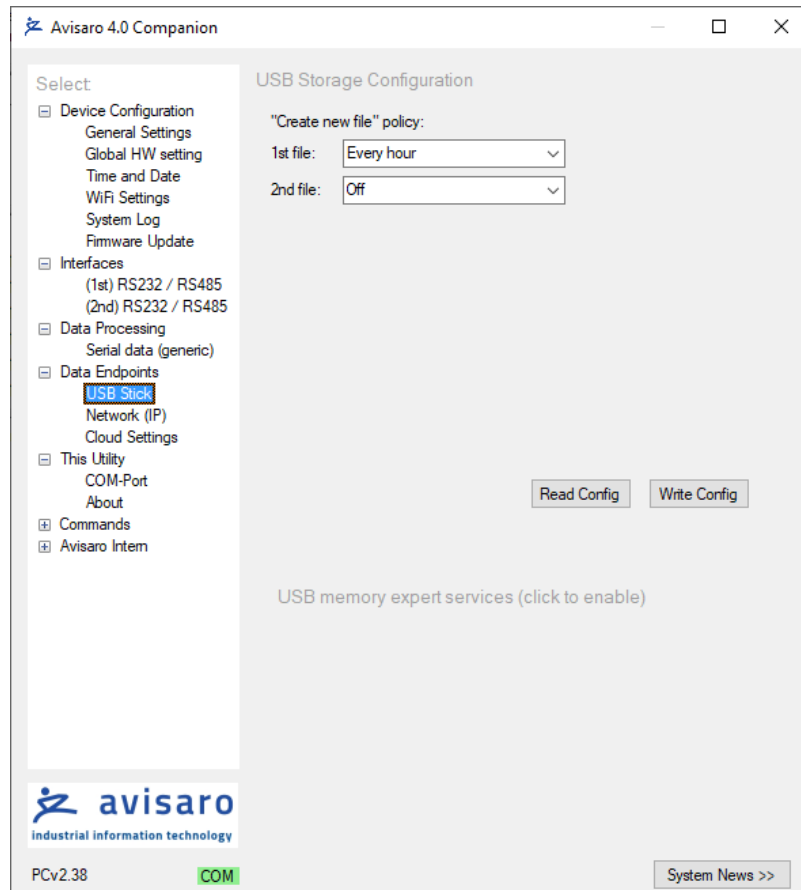 Avisaro 4.0 Companion
Select
Device Configuration
General Settings
Global HW setting
Time and Date
WiFi Settings
System Log
Firmware Update
Interfaces
(1st) RS232 / RS485
(2nd) RS232 / RS485
Data Processing
Serial data (generic)
Data Endpoints
USB Stick
Network (IP)
Cloud Settings
This Utility
COM-Port
About
Commands
Avisaro Intern
USB Storage Configuration
"Create new file" policy:
1st file: Every hour
2nd file: Off
Read Config Write Config
USB memory expert services (click to enable)
avisaro
industrial information technology
PCv2.38 COM
System News >>